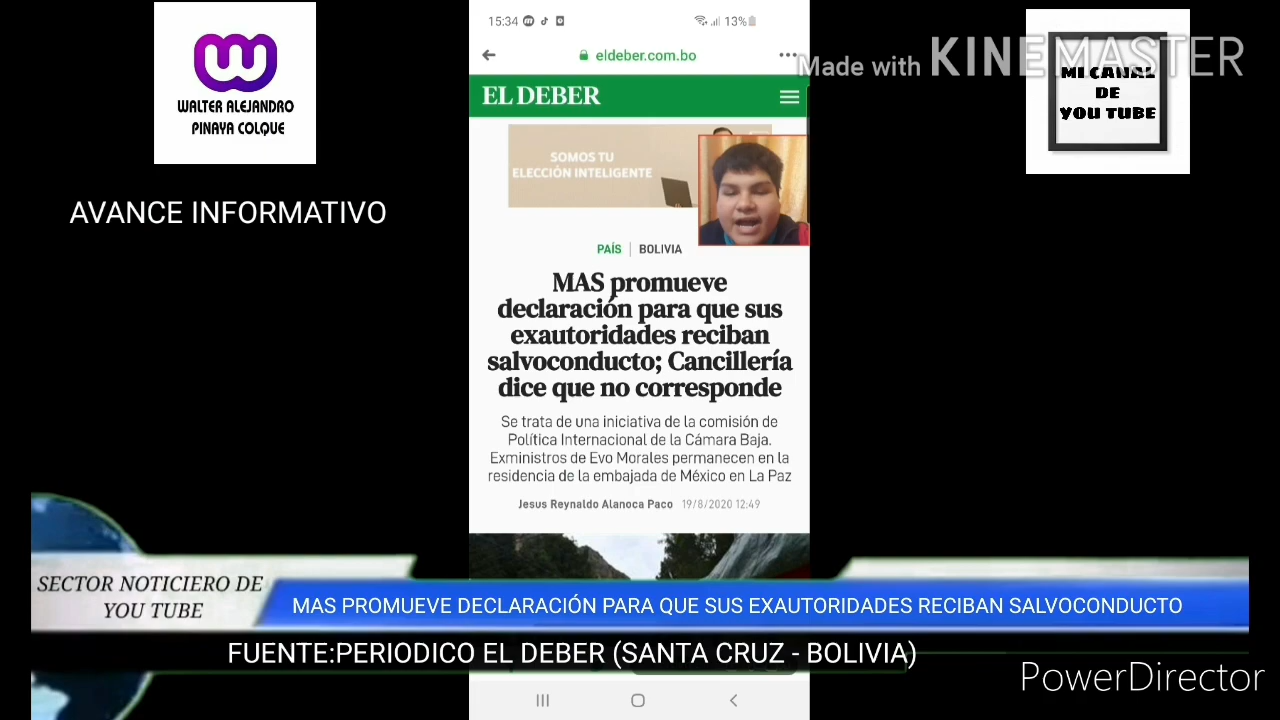 WALTER ALEJANDRO
PINAYA COLQUE
AVANCE INFORMATIVO
15:34
13%
eldeber.com.bo
EL DEBER
SOMOS TU
ELECCIÓN INTELIGENTE
PAÍS | BOLIVIA
MAS promueve
declaración para que sus
exautoridades reciban
salvoconducto; Cancillería
dice que no corresponde
Se trata de una iniciativa de la comisión de
Política Internacional de la Cámara Baja.
Exministros de Evo Morales permanecen en la
residencia de la embajada de México en La Paz
Jesus Reynaldo Alanoca Paco 19/8/2020 12:49
Made with KINEMASTER
MI CANAL
DE
YOU TUBE
SECTOR NOTICIERO DE
YOU TUBE
MAS PROMUEVE DECLARACIÓN PARA QUE SUS EXAUTORIDADES RECIBAN SALVOCONDUCTO
FUENTE:PERIODICO EL DEBER (SANTA CRUZ - BOLIVIA)
PowerDirector